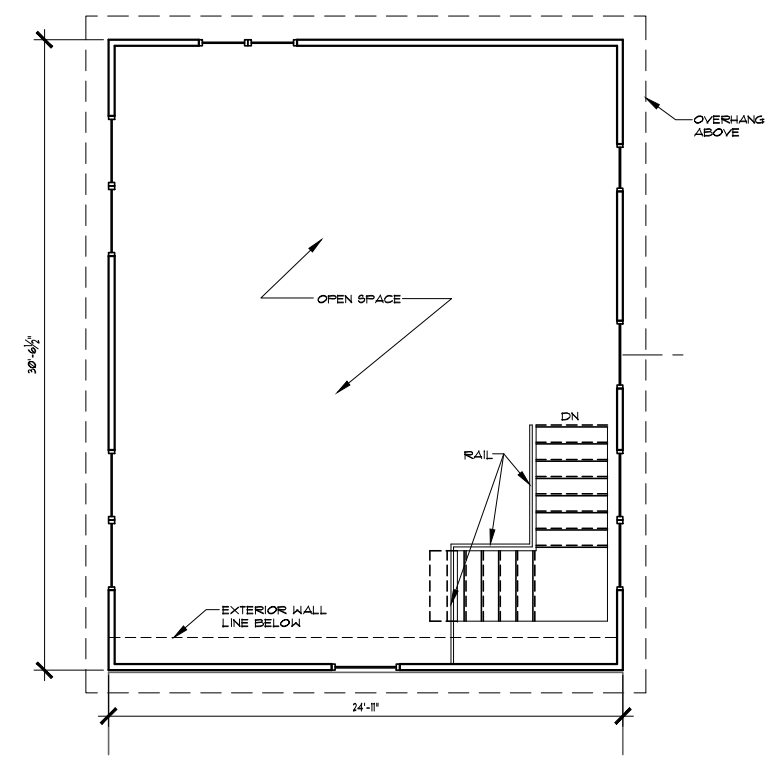 OVERHANG
ABOVE
OPEN SPACE
30'-6½"
DN
RAIL
EXTERIOR WALL
LINE BELOW
24'-11"